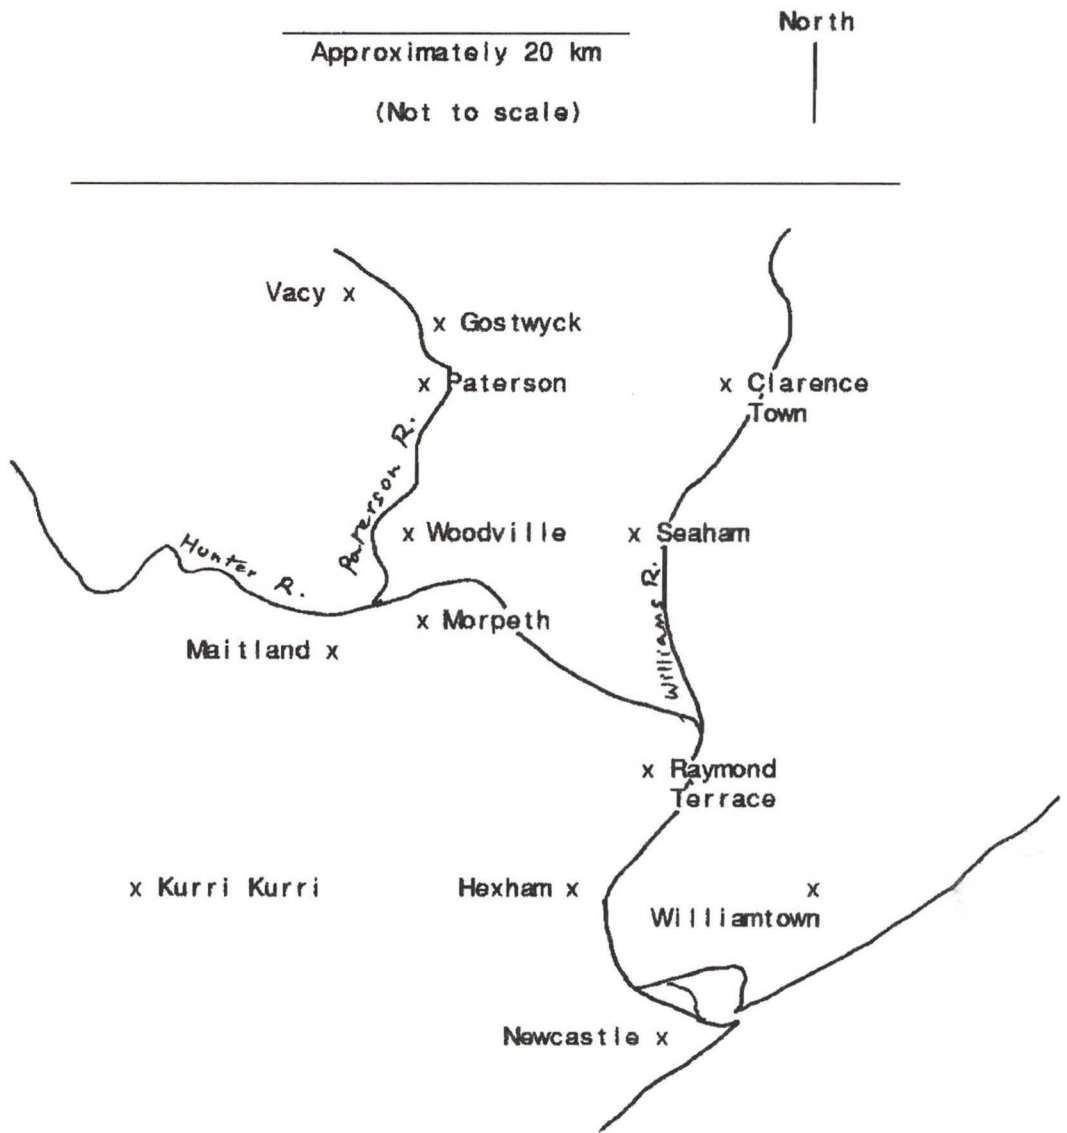 North
Approximately 20 km
(Not to scale)
Vacy x
x Gostwyck
x Paterson
x Clarence
Town
Paterson R.
x Woodville
x Seaham
Hunter R.
Williams R.
x Morpeth
Maitland x
x Raymond
Terrace
x Kurri Kurri
Hexham x
x
Williamtown
Newcastle x